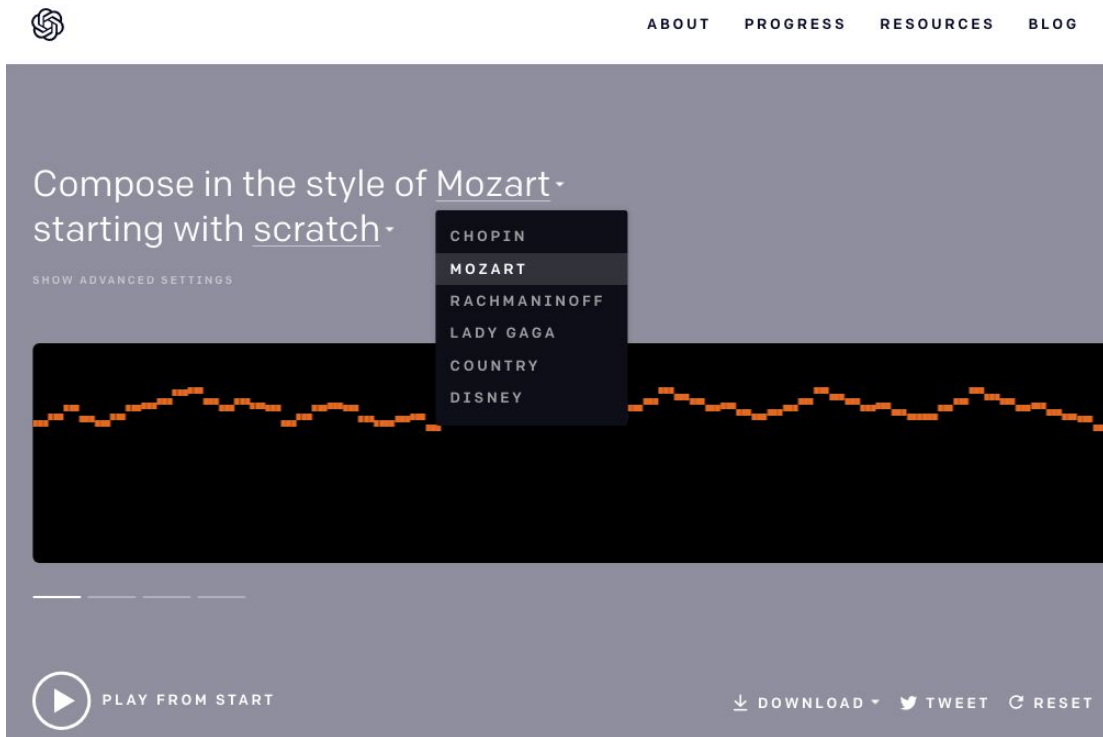 ABOUT PROGRESS RESOURCES BLOG
Compose in the style of Mozart
starting with scratch
SHOW ADVANCED SETTINGS
CHOPIN
MOZART
RACHMANINOFF
LADY GAGA
COUNTRY
DISNEY
PLAY FROM START
DOWNLOAD TWEET RESET